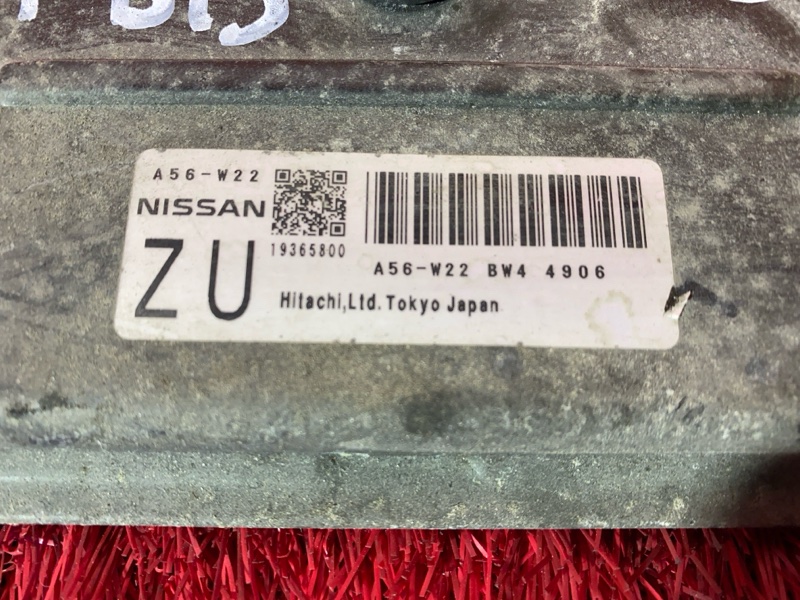 A56-W22
NISSAN
19365800
ZU
A56-W22 BW4 4906
Hitachi,Ltd. Tokyo Japan